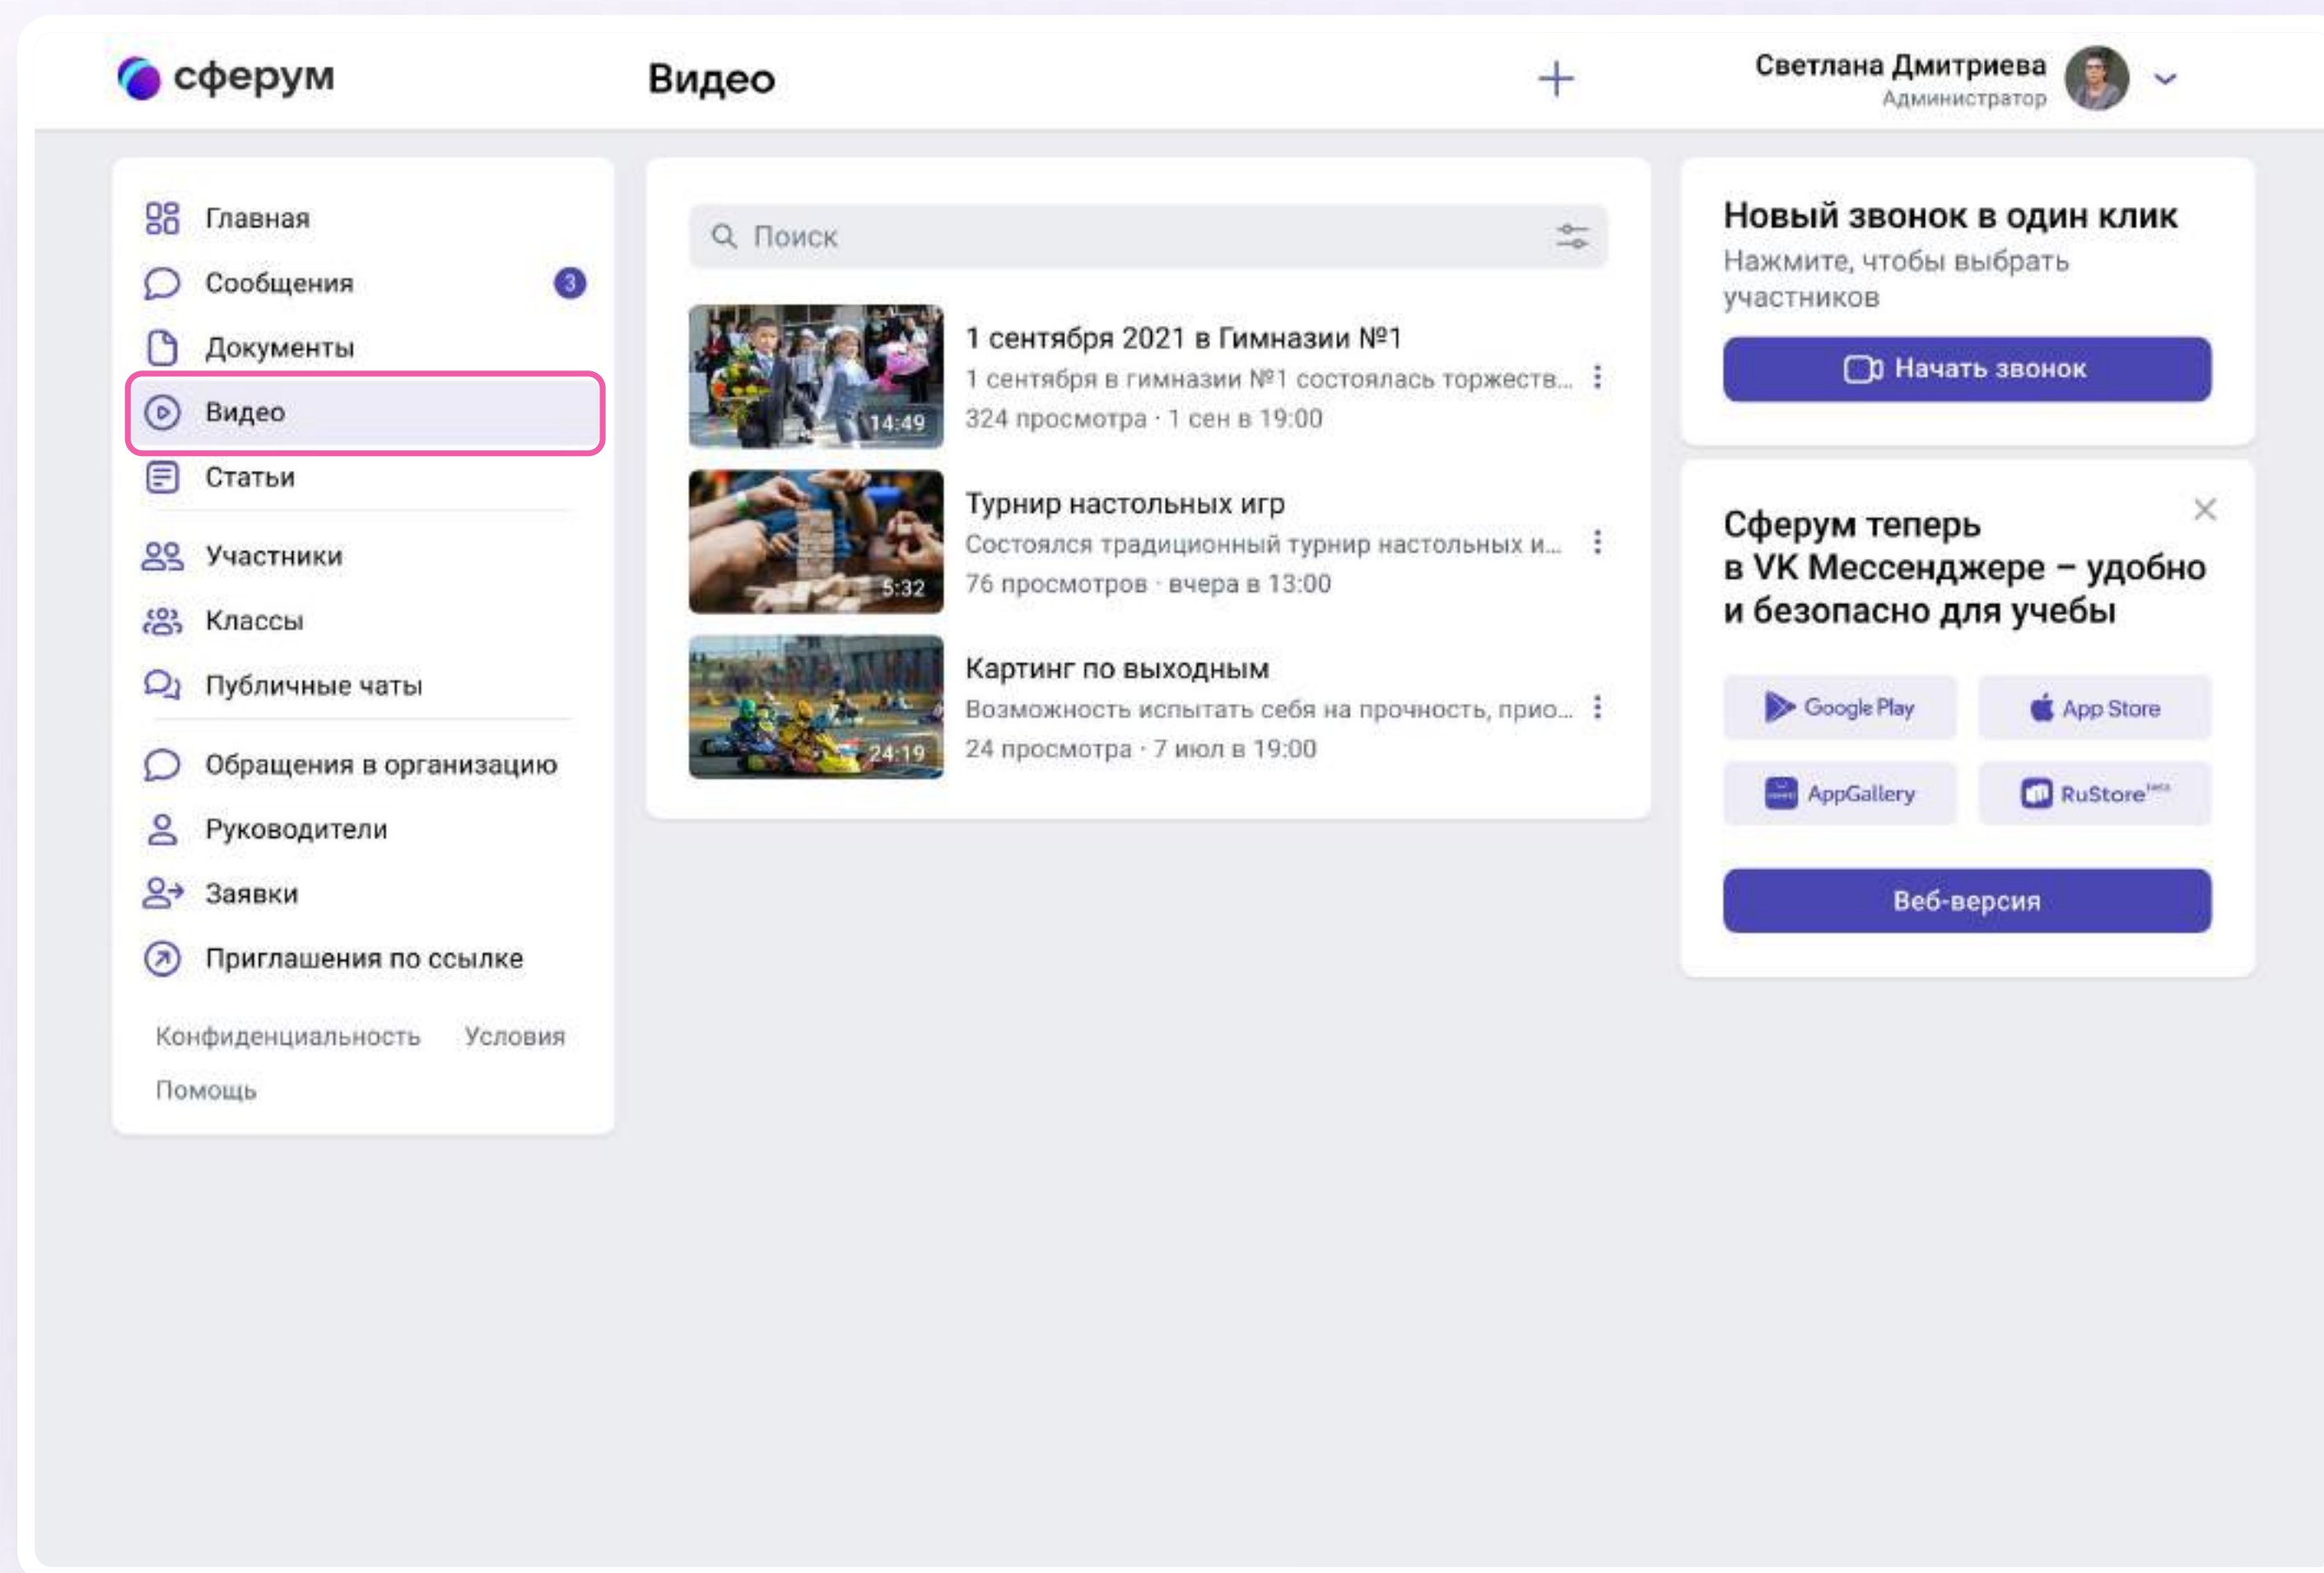 сферум
Видео
Светлана Дмитриева
Администратор
Главная
Сообщения
3
Документы
Видео
Статьи
Участники
Классы
Публичные чаты
Обращения в организацию
Руководители
Заявки
Приглашения по ссылке
Конфиденциальность Условия
Помощь
Поиск
14:49
1 сентября 2021 в Гимназии №1
1 сентября в гимназии №1 состоялась торжеств...
324 просмотра · 1 сен в 19:00
5:32
Турнир настольных игр
Состоялся традиционный турнир настольных и...
76 просмотров · вчера в 13:00
24:19
Картинг по выходным
Возможность испытать себя на прочность, прио...
24 просмотра · 7 июл в 19:00
Новый звонок в один клик
Нажмите, чтобы выбрать
участников
Начать звонок
Сферум теперь
в VK Мессенджере – удобно
и безопасно для учебы
Google Play
App Store
AppGallery
RuStore
Веб-версия